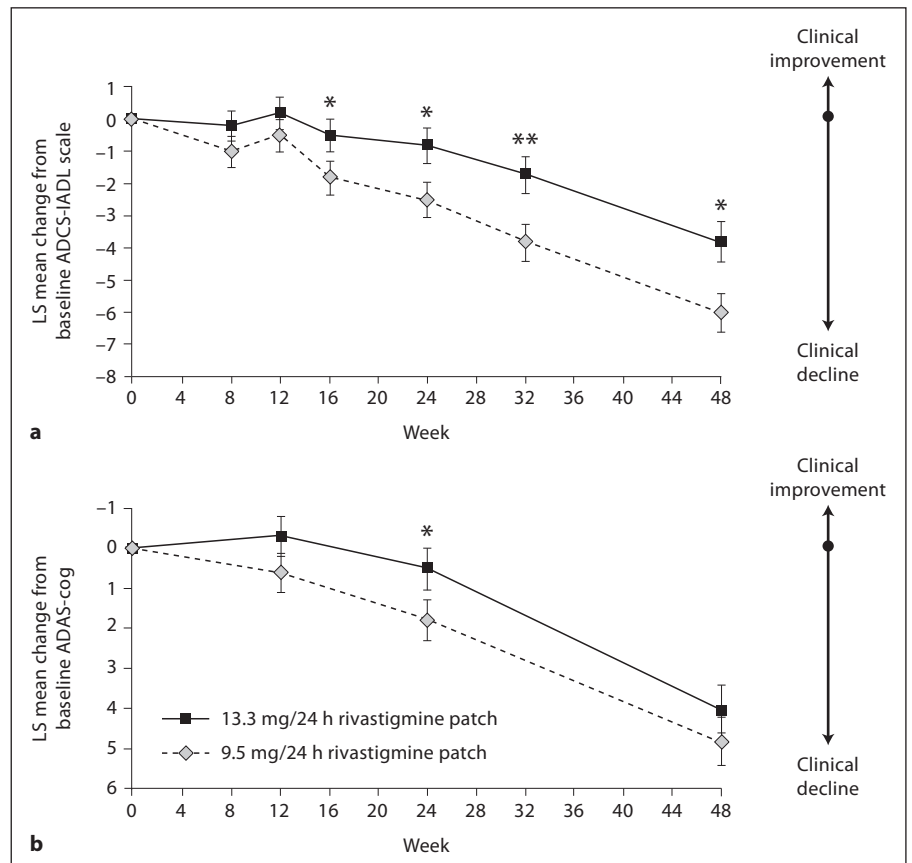 Clinical
improvement
LS mean change from
baseline ADCS-IADL scale
1
0
–1
–2
–3
–4
–5
–6
–7
–8
*
*
**
*
0 4 8 12 16 20 24 28 32 36 40 44 48
Week
Clinical
decline
a
Clinical
improvement
LS mean change from
baseline ADAS-cog
–1
0
1
2
3
4
5
6
*
13.3 mg/24 h rivastigmine patch
9.5 mg/24 h rivastigmine patch
0 4 8 12 16 20 24 28 32 36 40 44 48
Week
Clinical
decline
b